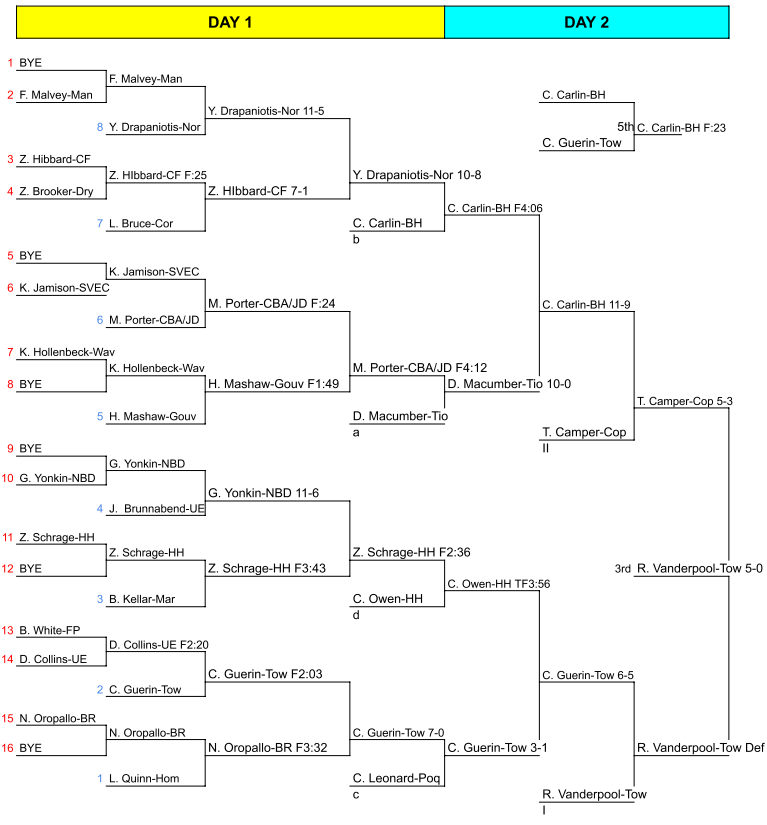 DAY 1
DAY 2
1 BYE
F. Malvey-Man
2 F. Malvey-Man
Y. Drapaniotis-Nor 11-5
8 Y. Drapaniotis-Nor
3 Z. Hibbard-CF
Z. HIbbard-CF F:25
4 Z. Brooker-Dry
Z. HIbbard-CF 7-1
7 L. Bruce-Cor
Y. Drapaniotis-Nor 10-8
C. Carlin-BH
b
C. Carlin-BH F4:06
5 BYE
K. Jamison-SVEC
6 K. Jamison-SVEC
M. Porter-CBA/JD F:24
6 M. Porter-CBA/JD
7 K. Hollenbeck-Wav
K. Hollenbeck-Wav
8 BYE
H. Mashaw-Gouv F1:49
5 H. Mashaw-Gouv
M. Porter-CBA/JD F4:12
D. Macumber-Tio 10-0
D. Macumber-Tio
a
9 BYE
G. Yonkin-NBD
10 G. Yonkin-NBD
G. Yonkin-NBD 11-6
4 J. Brunnabend-UE
11 Z. Schrage-HH
Z. Schrage-HH
12 BYE
Z. Schrage-HH F3:43
3 B. Kellar-Mar
Z. Schrage-HH F2:36
C. Owen-HH TF3:56
C. Owen-HH
d
13 B. White-FP
D. Collins-UE F2:20
14 D. Collins-UE
C. Guerin-Tow F2:03
2 C. Guerin-Tow
15 N. Oropallo-BR
N. Oropallo-BR
16 BYE
N. Oropallo-BR F3:32
1 L. Quinn-Hom
C. Guerin-Tow 7-0
C. Guerin-Tow 3-1
C. Leonard-Poq
c
C. Carlin-BH
5th C. Carlin-BH F:23
C. Guerin-Tow
C. Carlin-BH 11-9
T. Camper-Cop 5-3
T. Camper-Cop
II
3rd R. Vanderpool-Tow 5-0
C. Guerin-Tow 6-5
R. Vanderpool-Tow Def
R. Vanderpool-Tow
I